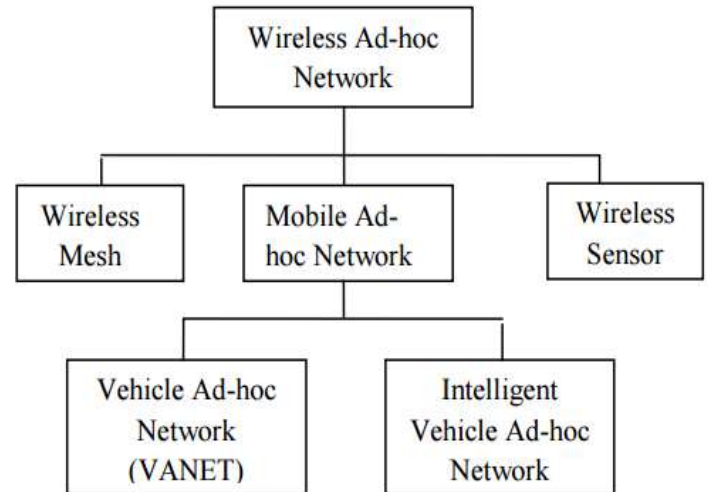 Wireless Ad-hoc
Network
Wireless
Mesh
Mobile Ad-
hoc Network
Wireless
Sensor
Vehicle Ad-hoc
Network
(VANET)
Intelligent
Vehicle Ad-hoc
Network